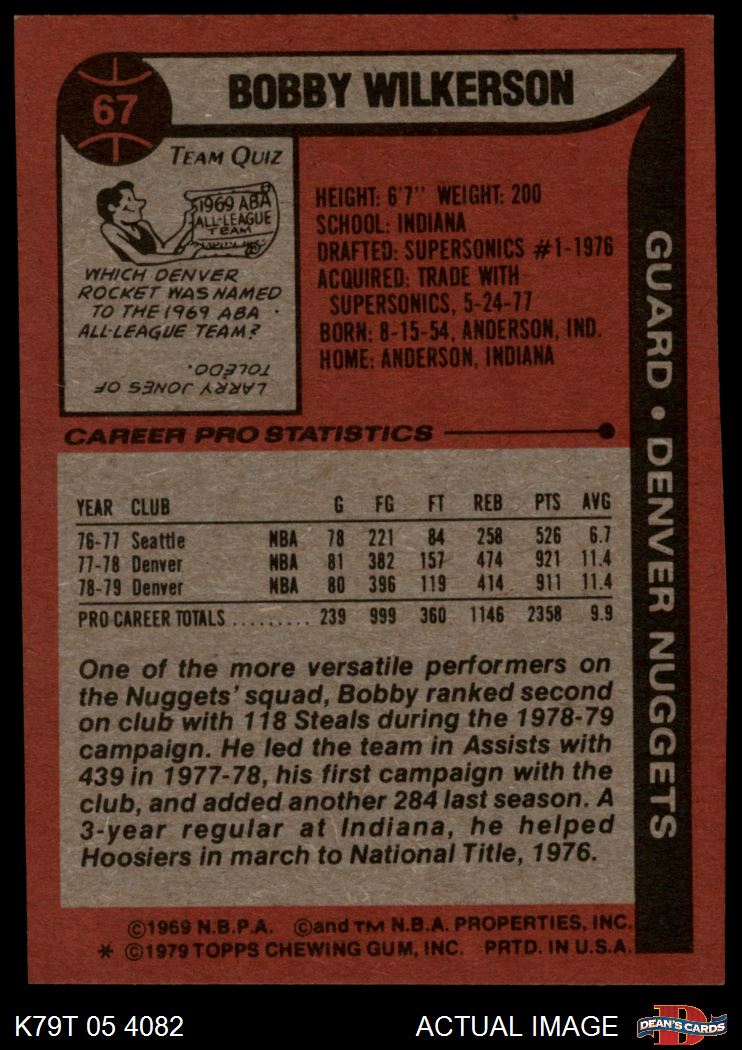 67
BOBBY WILKERSON
TEAM QUIZ
1969 ABA
ALL-LEAGUE
TEAM
WHICH DENVER
ROCKET WAS NAMED
TO THE 1969 ABA
ALL-LEAGUE TEAM?
LARRY JONES OF
TOLEDO.
HEIGHT: 6'7" WEIGHT: 200
SCHOOL: INDIANA
DRAFTED: SUPERSONICS #1-1976
ACQUIRED: TRADE WITH
SUPERSONICS, 5-24-77
BORN: 8-15-54, ANDERSON, IND.
HOME: ANDERSON, INDIANA
GUARD • DENVER NUGGETS
CAREER PRO STATISTICS
YEAR CLUB G FG FT REB PTS AVG
76-77 Seattle NBA 78 221 84 258 526 6.7
77-78 Denver NBA 81 382 157 474 921 11.4
78-79 Denver NBA 80 396 119 414 911 11.4
PRO CAREER TOTALS ......... 239 999 360 1146 2358 9.9
One of the more versatile performers on
the Nuggets' squad, Bobby ranked second
on club with 118 Steals during the 1978-79
campaign. He led the team in Assists with
439 in 1977-78, his first campaign with the
club, and added another 284 last season. A
3-year regular at Indiana, he helped
Hoosiers in march to National Title, 1976.
©1969 N.B.P.A. ©and TM N.B.A. PROPERTIES, INC.
* ©1979 TOPPS CHEWING GUM, INC. PRTD. IN U.S.A.
K79T 05 4082
ACTUAL IMAGE
DEAN'S CARDS